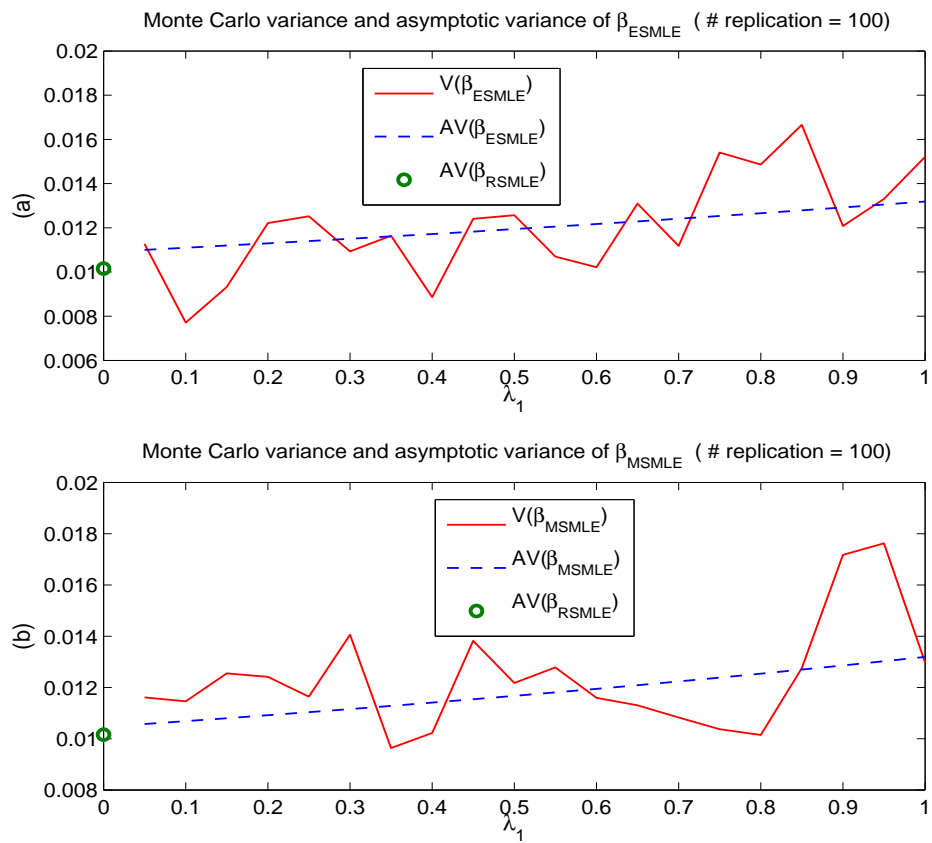 Monte Carlo variance and asymptotic variance of β_ESMLE ( # replication = 100)
0.02
0.018
0.016
0.014
0.012
0.01
0.008
0.006
(a)
V(β_ESMLE)
AV(β_ESMLE)
AV(β_RSMLE)
0 0.1 0.2 0.3 0.4 0.5 0.6 0.7 0.8 0.9 1
λ_1
Monte Carlo variance and asymptotic variance of β_MSMLE ( # replication = 100)
0.02
0.018
0.016
0.014
0.012
0.01
0.008
(b)
V(β_MSMLE)
AV(β_MSMLE)
AV(β_RSMLE)
0 0.1 0.2 0.3 0.4 0.5 0.6 0.7 0.8 0.9 1
λ_1